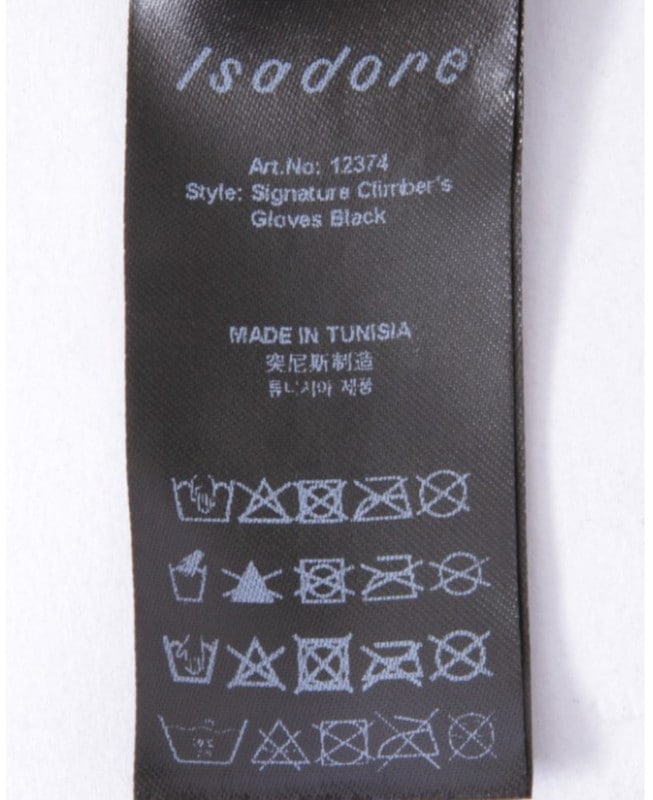 Isadore
Art.No: 12374
Style: Signature Climber's
Gloves Black
MADE IN TUNISIA
突尼斯制造
튀니지아 제품